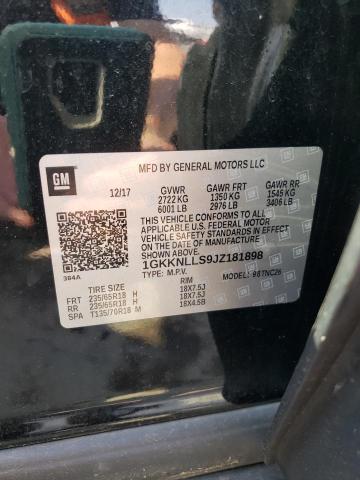 GM
MFD BY GENERAL MOTORS LLC
12/17 GVWR GAWR FRT GAWR RR
2722 KG 1350 KG 1545 KG
6001 LB 2976 LB 3406 LB
THIS VEHICLE CONFORMS TO ALL APPLICABLE U.S. FEDERAL MOTOR
VEHICLE SAFETY STANDARDS IN EFFECT ON THE DATE OF MANUFACTURE
SHOWN ABOVE.
384A
1GKKNLLS9JZ181898
TYPE: M.P.V. MODEL:
TIRE SIZE RIM
FRT 235/65R18 H 18X7.5J
RR 235/65R18 H 18X7.5J
SPA T135/70R18 M 18X4.5B